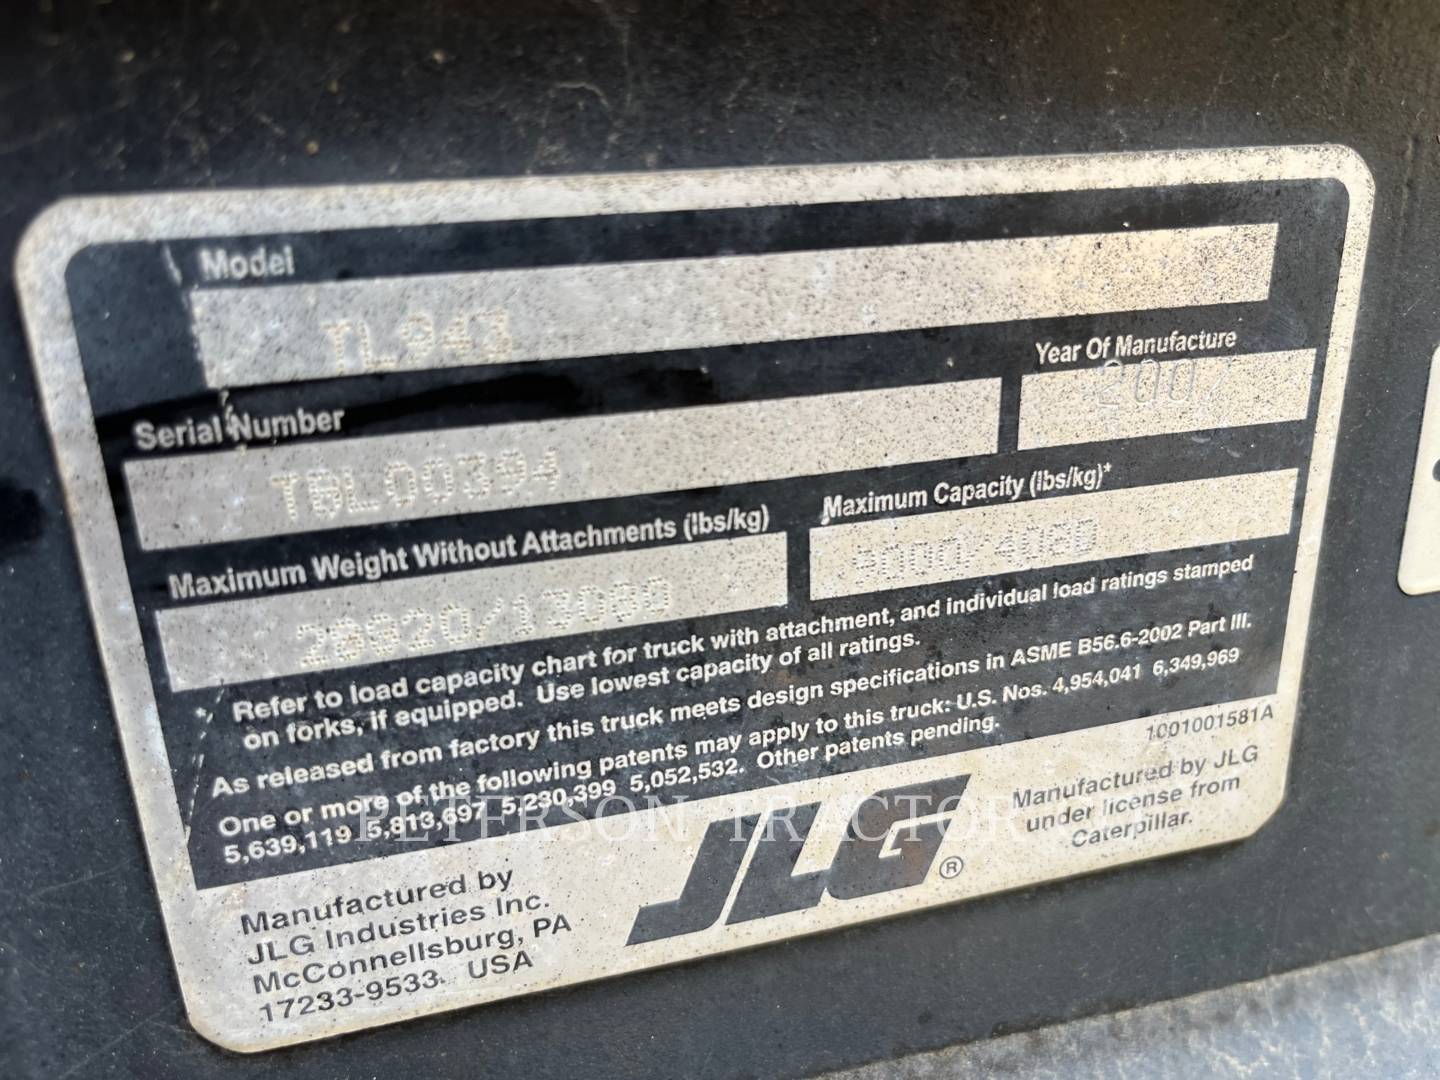 Model
TL943
Serial Number
TBL00394
Year Of Manufacture
2007
Maximum Weight Without Attachments (lbs/kg)
Maximum Capacity (lbs/kg)*
9000/4080
* Refer to load capacity chart for truck with attachment, and individual load ratings stamped
on forks, if equipped. Use lowest capacity of all ratings.
As released from factory this truck meets design specifications in ASME B56.6-2002 Part III.
One or more of the following patents may apply to this truck: U.S. Nos. 4,954,041 6,349,969
5,639,119 5,813,697 5,230,399 5,052,532. Other patents pending.
1001001581A
PETERSON TRACTOR
Manufactured by
JLG Industries Inc.
McConnellsburg, PA
17233-9533. USA
JLG®
Manufactured by JLG
under license from
Caterpillar.